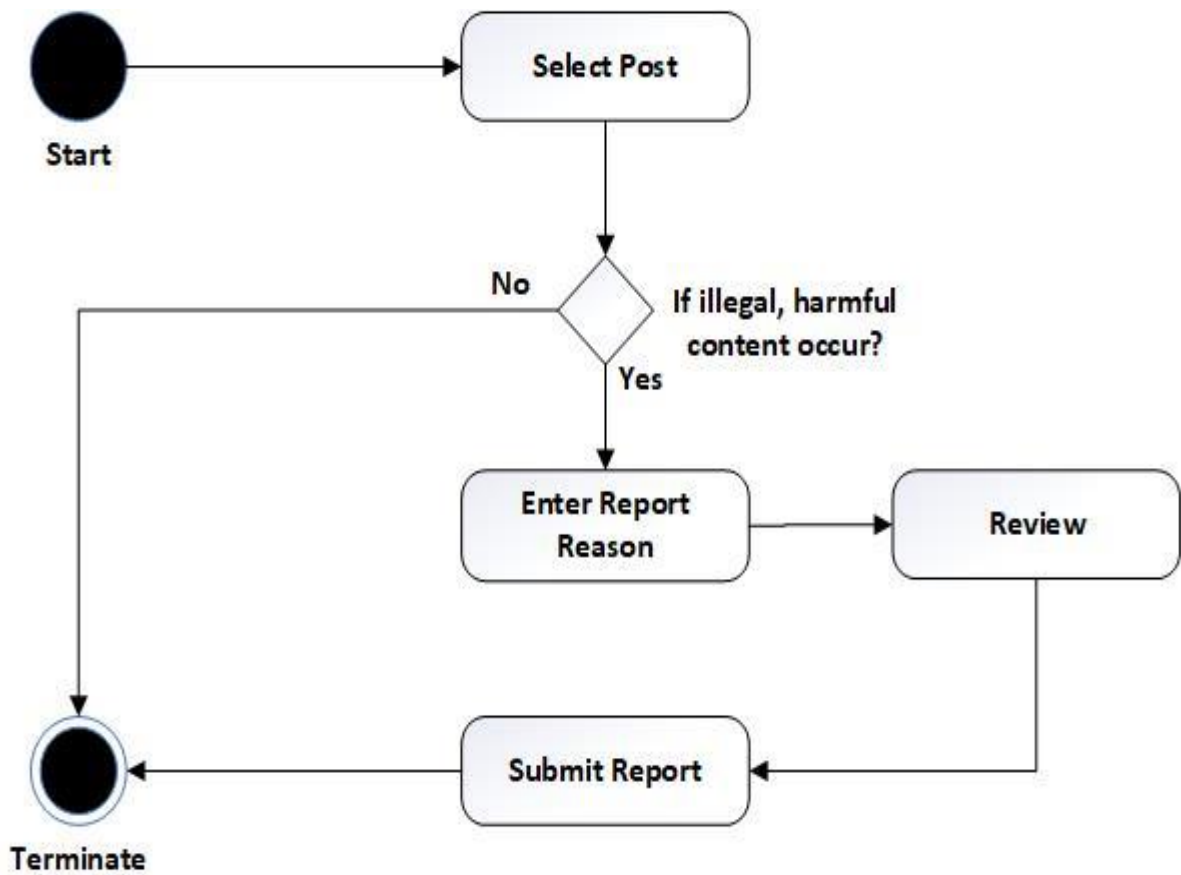 Select Post
Start
No
If illegal, harmful
content occur?
Yes
Enter Report
Reason
Review
Submit Report
Terminate